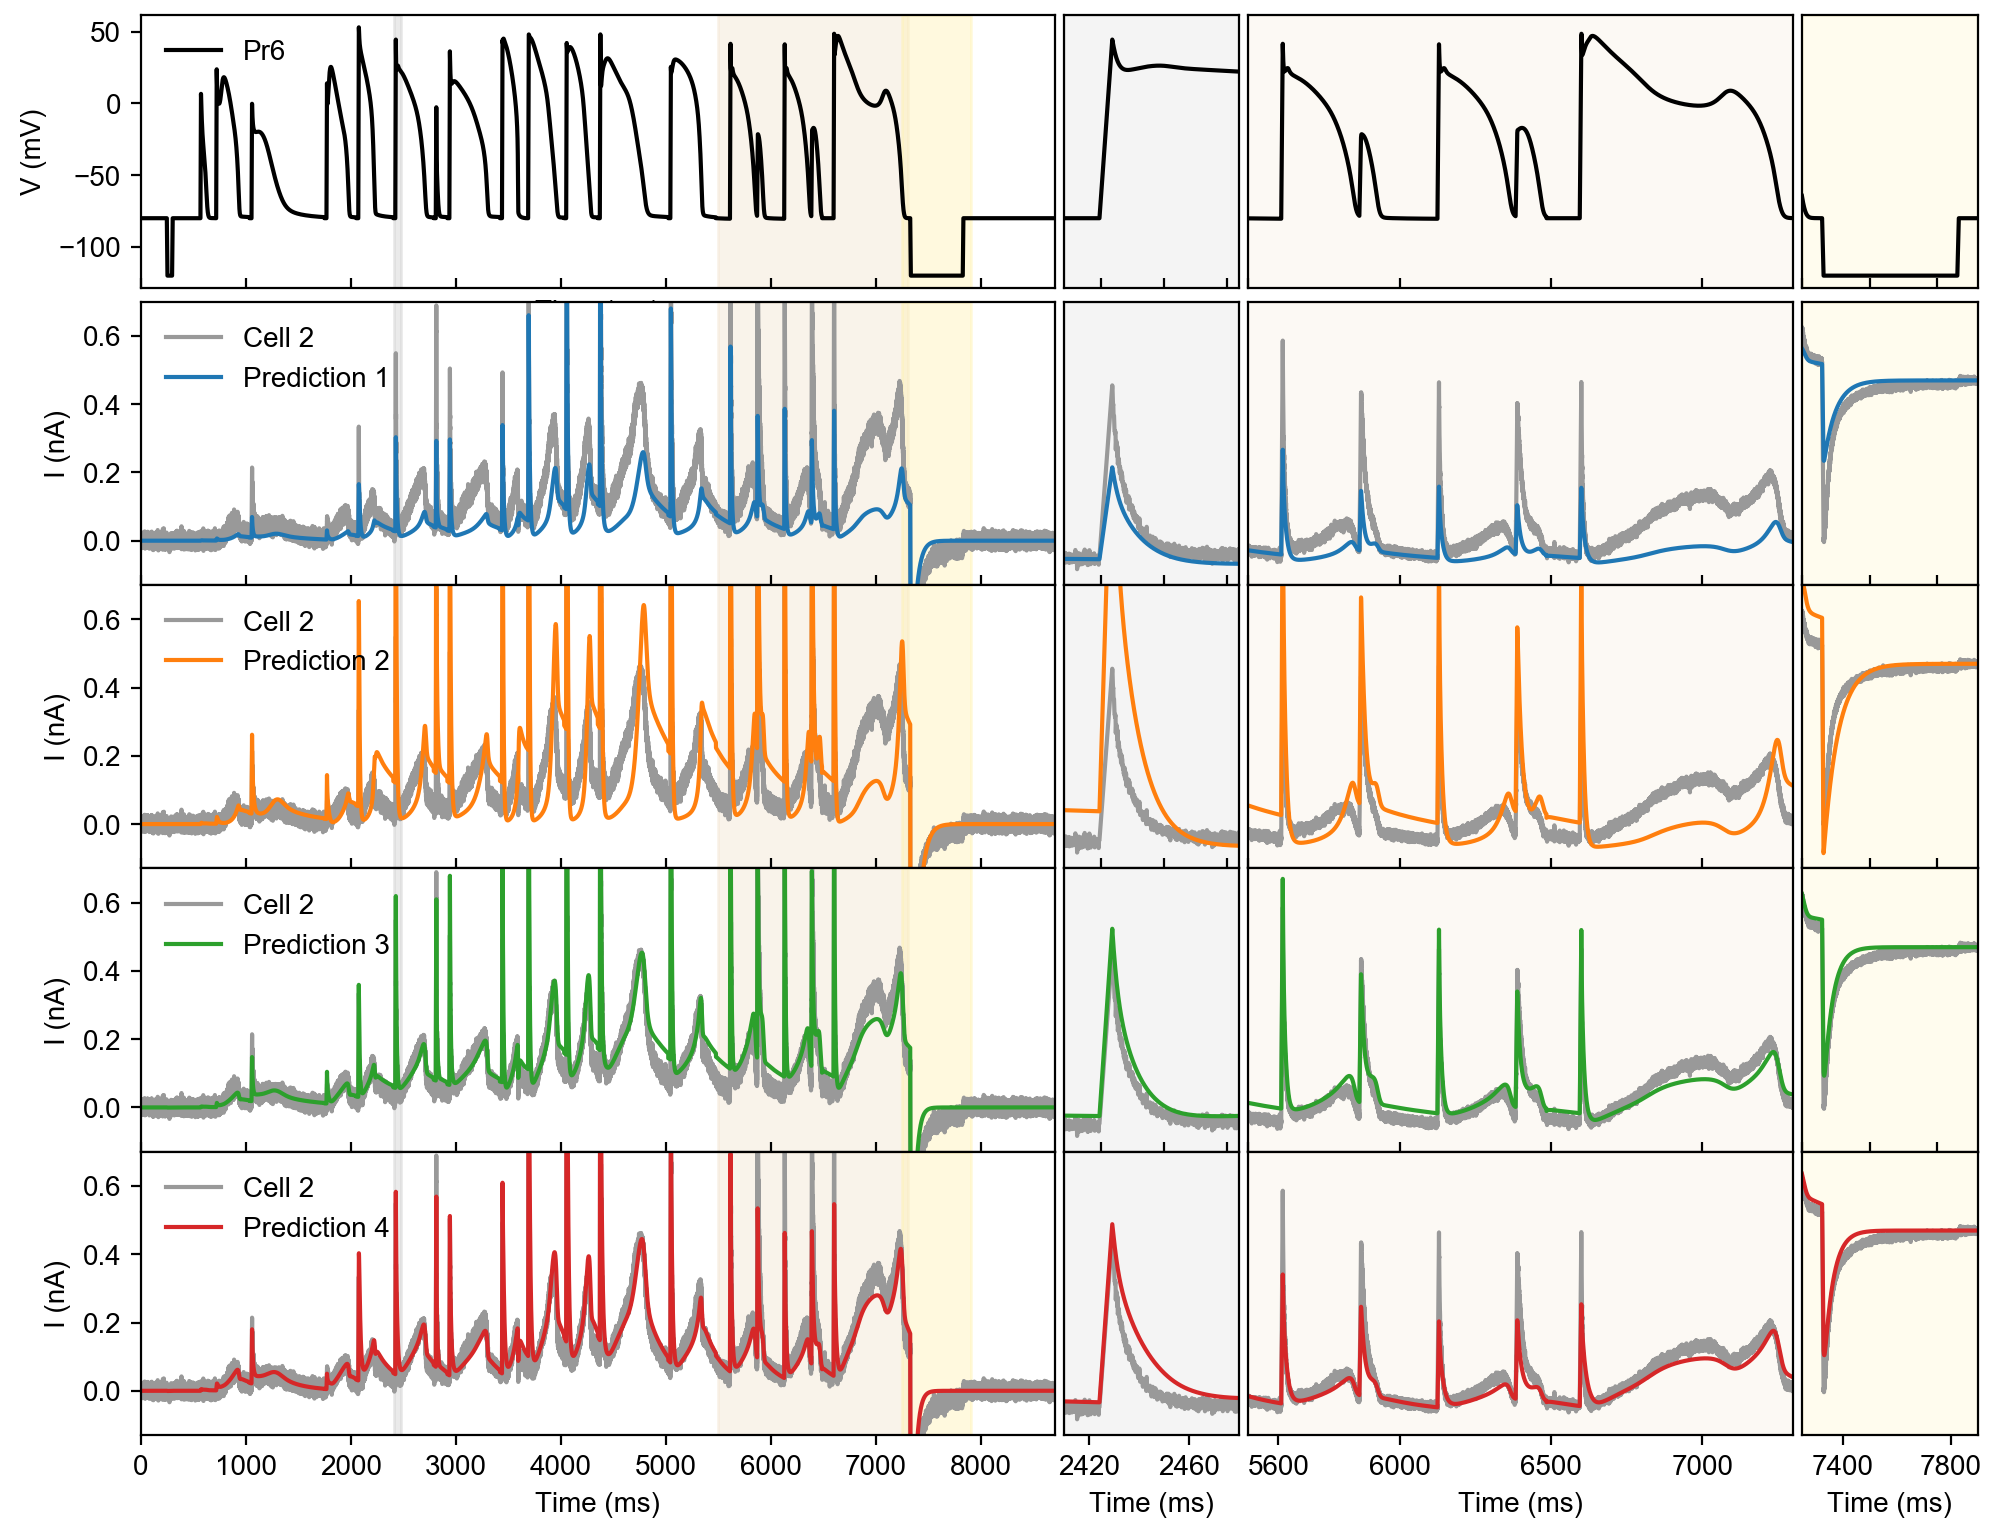 50
0
−50
−100
V (mV)
Pr6
0.6
0.4
0.2
0.0
I (nA)
Cell 2
Prediction 1
0.6
0.4
0.2
0.0
I (nA)
Cell 2
Prediction 2
0.6
0.4
0.2
0.0
I (nA)
Cell 2
Prediction 3
0.6
0.4
0.2
0.0
I (nA)
Cell 2
Prediction 4
0 1000 2000 3000 4000 5000 6000 7000 8000
2420 2460
5600 6000 6500 7000
7400 7800
Time (ms) Time (ms) Time (ms) Time (ms)